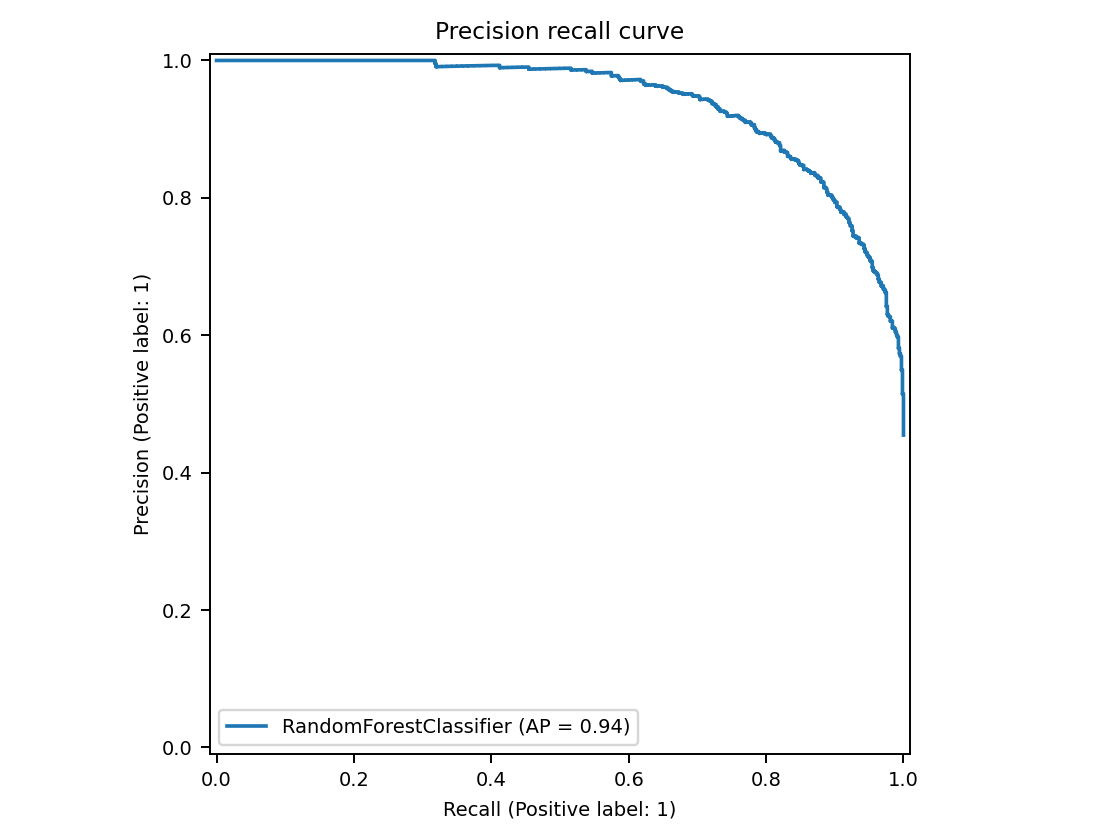 Precision recall curve
1.0
0.8
0.6
0.4
0.2
0.0
Precision (Positive label: 1)
RandomForestClassifier (AP = 0.94)
0.0 0.2 0.4 0.6 0.8 1.0
Recall (Positive label: 1)